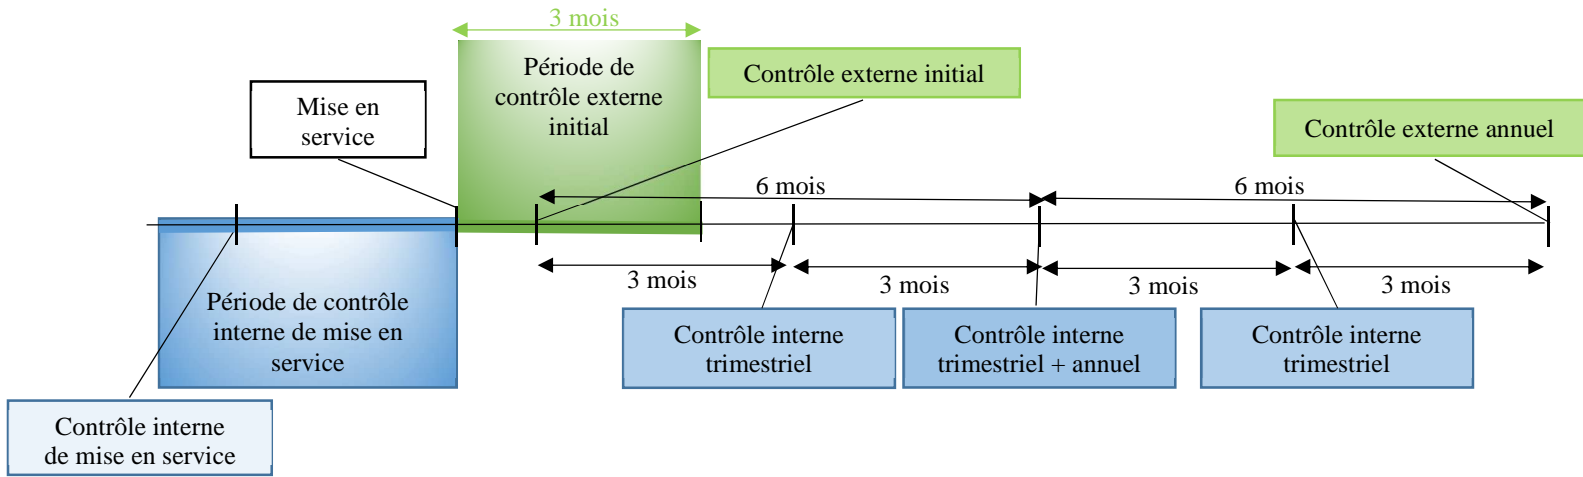 3 mois
Période de
contrôle externe
initial
Contrôle externe initial
Mise en
service
Contrôle externe annuel
6 mois
6 mois
3 mois
3 mois
3 mois
3 mois
Période de contrôle
interne de mise en
service
Contrôle interne
trimestriel
Contrôle interne
trimestriel + annuel
Contrôle interne
trimestriel
Contrôle interne
de mise en service